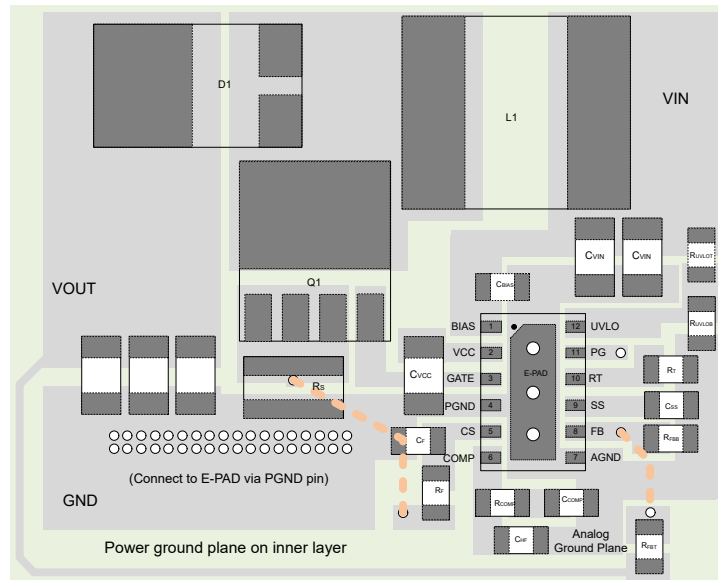 D1
L1
VIN
CVIN
CVIN
RUVLOT
CBIAS
Q1
VOUT
RUVLOB
BIAS 1
12 UVLO
VCC 2
11 PG
CVCC
E-PAD
RT
GATE 3
10 RT
RS
PGND 4
9 SS
CSS
CS 5
8 FB
CF
RFBB
COMP 6
7 AGND
(Connect to E-PAD via PGND pin)
RF
GND
RCOMP
CCOMP
CHF
Analog
Ground Plane
RFBT
Power ground plane on inner layer